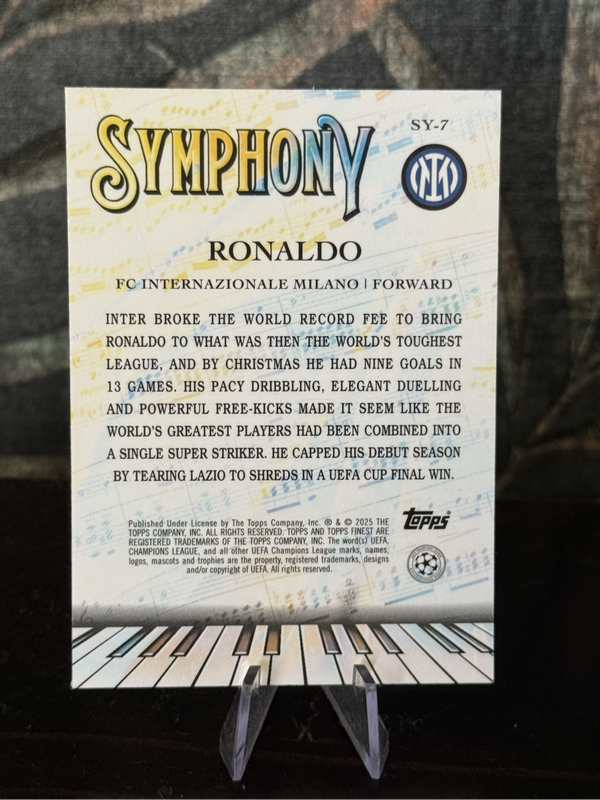 SYMPHONY
SY-7
RONALDO
FC INTERNAZIONALE MILANO | FORWARD
INTER BROKE THE WORLD RECORD FEE TO BRING
RONALDO TO WHAT WAS THEN THE WORLD'S TOUGHEST
LEAGUE, AND BY CHRISTMAS HE HAD NINE GOALS IN
13 GAMES. HIS PACY DRIBBLING, ELEGANT DUELLING
AND POWERFUL FREE-KICKS MADE IT SEEM LIKE THE
WORLD'S GREATEST PLAYERS HAD BEEN COMBINED INTO
A SINGLE SUPER STRIKER. HE CAPPED HIS DEBUT SEASON
BY TEARING LAZIO TO SHREDS IN A UEFA CUP FINAL WIN.
Published Under License by The Topps Company, Inc. ® & © 2025 THE
TOPPS COMPANY, INC. ALL RIGHTS RESERVED. TOPPS AND TOPPS FINEST ARE
REGISTERED TRADEMARKS OF THE TOPPS COMPANY, INC. The word(s) UEFA,
CHAMPIONS LEAGUE, and all other UEFA Champions League marks, names,
logos, mascots and trophies are the property, registered trademarks, designs
and/or copyright of UEFA. All rights reserved.
topps®